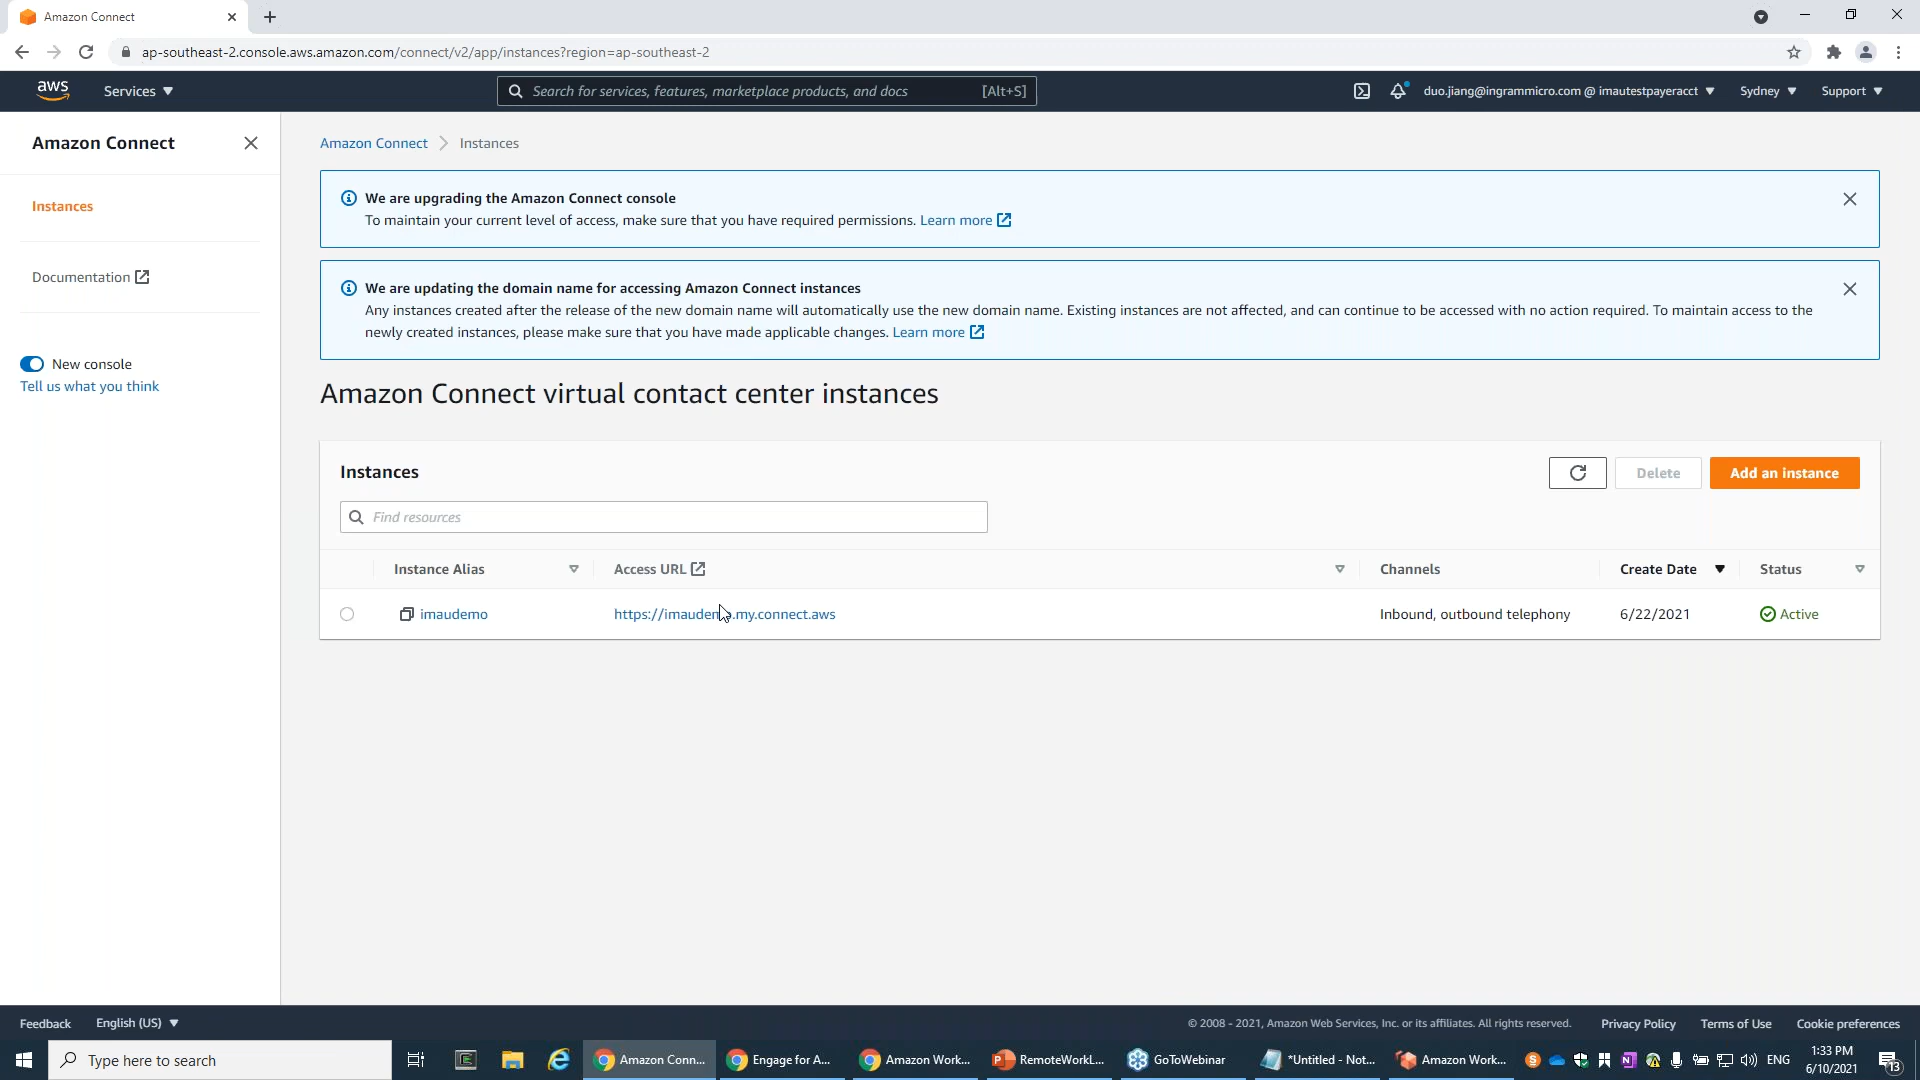 Amazon Connect
ap-southeast-2.console.aws.amazon.com/connect/v2/app/instances?region=ap-southeast-2
aws
Services
Search for services, features, marketplace products, and docs
[Alt+S]
duo.jiang@ingrammicro.com @ imautestpayeracct
Sydney
Support
Amazon Connect
Instances
Documentation
New console
Tell us what you think
Amazon Connect
Instances
We are upgrading the Amazon Connect console
To maintain your current level of access, make sure that you have required permissions. Learn more
We are updating the domain name for accessing Amazon Connect instances
Any instances created after the release of the new domain name will automatically use the new domain name. Existing instances are not affected, and can continue to be accessed with no action required. To maintain access to the
newly created instances, please make sure that you have made applicable changes. Learn more
Amazon Connect virtual contact center instances
Instances
Delete
Add an instance
Find resources
Instance Alias
Access URL
Channels
Create Date
Status
imaudemo
https://imaudemo.my.connect.aws
Inbound, outbound telephony
6/22/2021
Active
Feedback
English (US)
© 2008 - 2021, Amazon Web Services, Inc. or its affiliates. All rights reserved.
Privacy Policy
Terms of Use
Cookie preferences
Type here to search
Amazon Conn...
Engage for A...
Amazon Work...
RemoteWorkL...
GoToWebinar
*Untitled - Not...
Amazon Work...
ENG
1:33 PM
6/10/2021
13